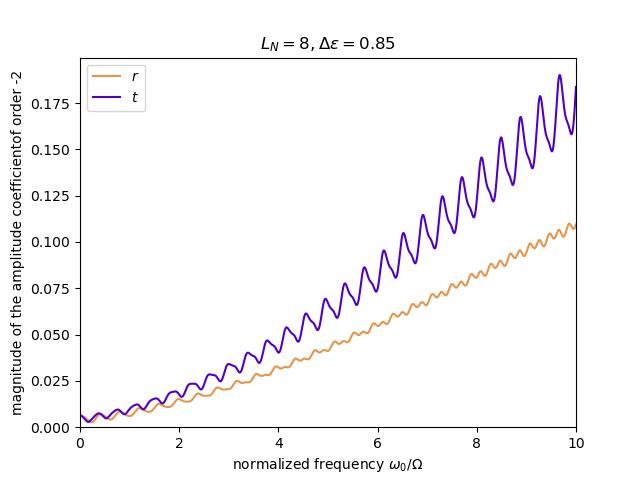 $L_N = 8, \Delta\varepsilon = 0.85$
magnitude of the amplitude coefficientof order -2
r
t
0.175
0.150
0.125
0.100
0.075
0.050
0.025
0.000
0 2 4 6 8 10
normalized frequency $\omega_0/\Omega$